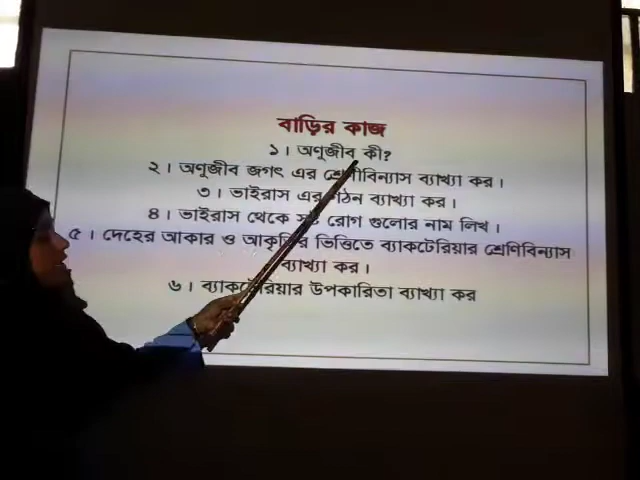 বাড়ির কাজ
১। অণুজীব কী?
২। অণুজীব জগৎ এর শ্রেণীবিন্যাস ব্যাখ্যা কর।
৩। ভাইরাস এর গঠন ব্যাখ্যা কর।
৪। ভাইরাস থেকে রোগ গুলোর নাম লিখ।
৫। দেহের আকার ও আকৃতির ভিত্তিতে ব্যাকটেরিয়ার শ্রেণিবিন্যাস
ব্যাখ্যা কর।
৬। ব্যাকটেরিয়ার উপকারিতা ব্যাখ্যা কর